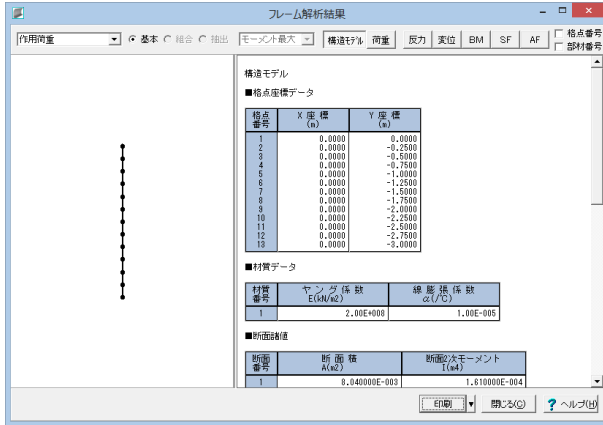 フレーム解析結果
作用荷重 基本 組合 抽出 モーメント最大 構造モデル 荷重 反力 変位 BM SF AF 格点番号
部材番号
構造モデル
■格点座標データ
格点番号 X 座 標 (m) Y 座 標 (m)
1 0.0000 0.0000
2 0.0000 -0.2500
3 0.0000 -0.5000
4 0.0000 -0.7500
5 0.0000 -1.0000
6 0.0000 -1.2500
7 0.0000 -1.5000
8 0.0000 -1.7500
9 0.0000 -2.0000
10 0.0000 -2.2500
11 0.0000 -2.5000
12 0.0000 -2.7500
13 0.0000 -3.0000
■材質データ
材質番号 ヤ ン グ 係 数 E(kN/m2) 線 膨 張 係 数 α(/℃)
1 2.00E+008 1.00E-005
■断面諸値
断面番号 断 面 積 A(m2) 断面2次モーメント I(m4)
1 8.040000E-003 1.610000E-004
印刷 閉じる(C) ? ヘルプ(H)